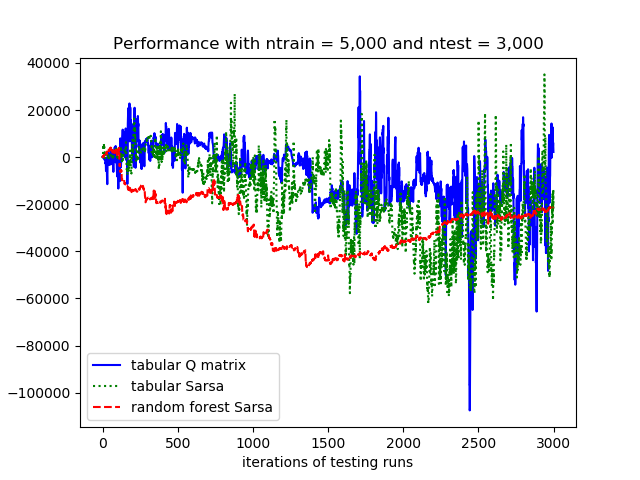 Performance with ntrain = 5,000 and ntest = 3,000
40000
20000
0
−20000
−40000
−60000
−80000
−100000
tabular Q matrix
tabular Sarsa
random forest Sarsa
0 500 1000 1500 2000 2500 3000
iterations of testing runs